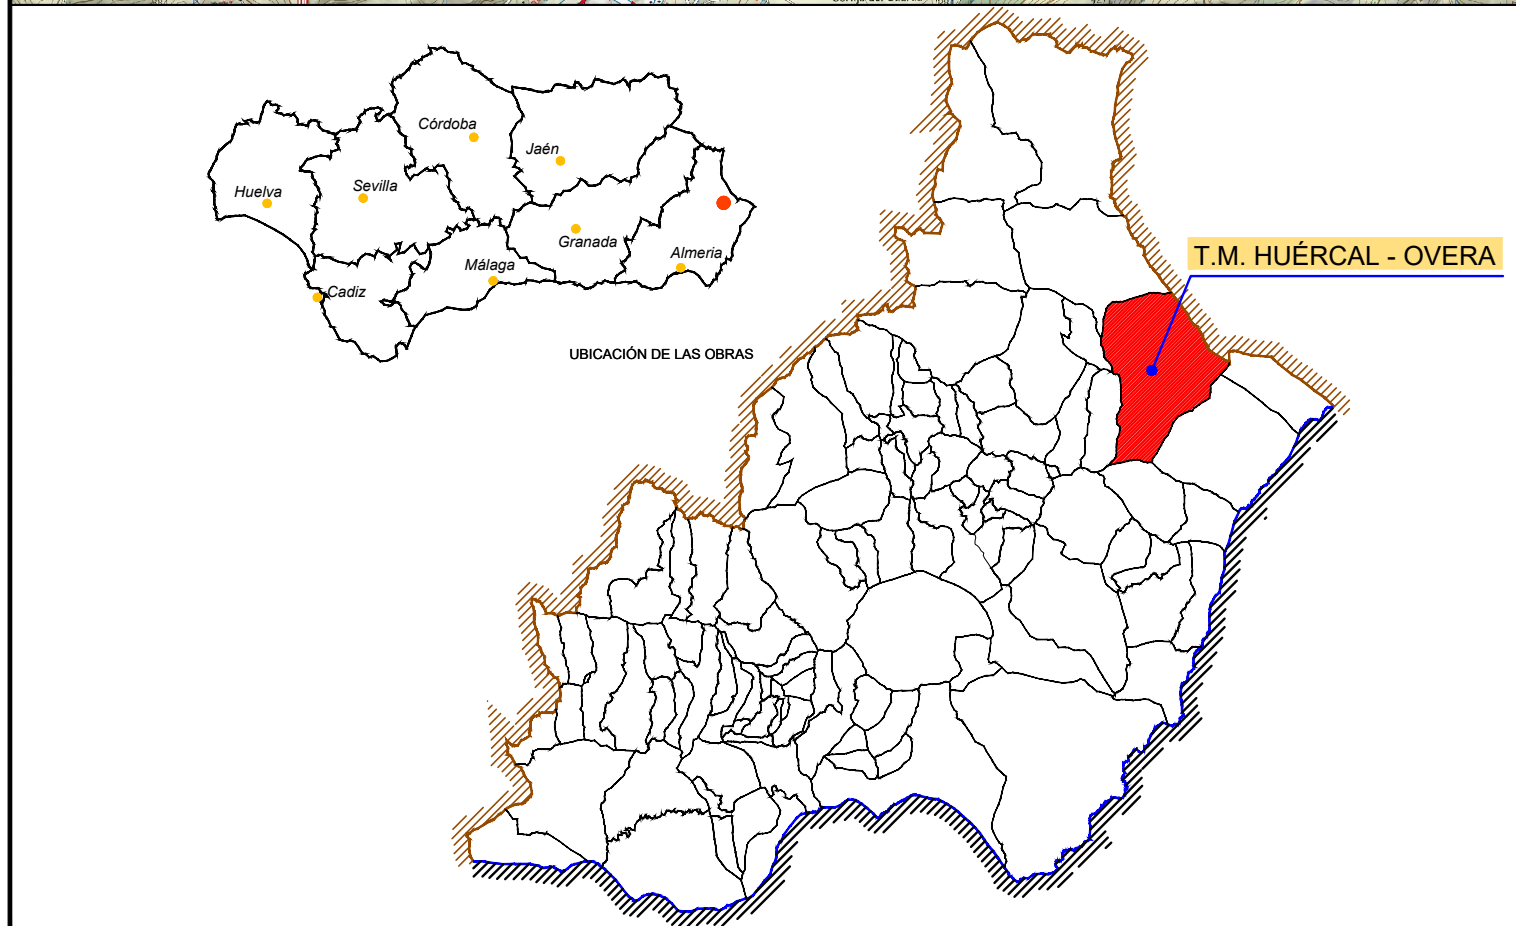 Córdoba
Jaén
Huelva
Sevilla
Granada
Almeria
Málaga
Cadiz
T.M. HUÉRCAL - OVERA
UBICACIÓN DE LAS OBRAS